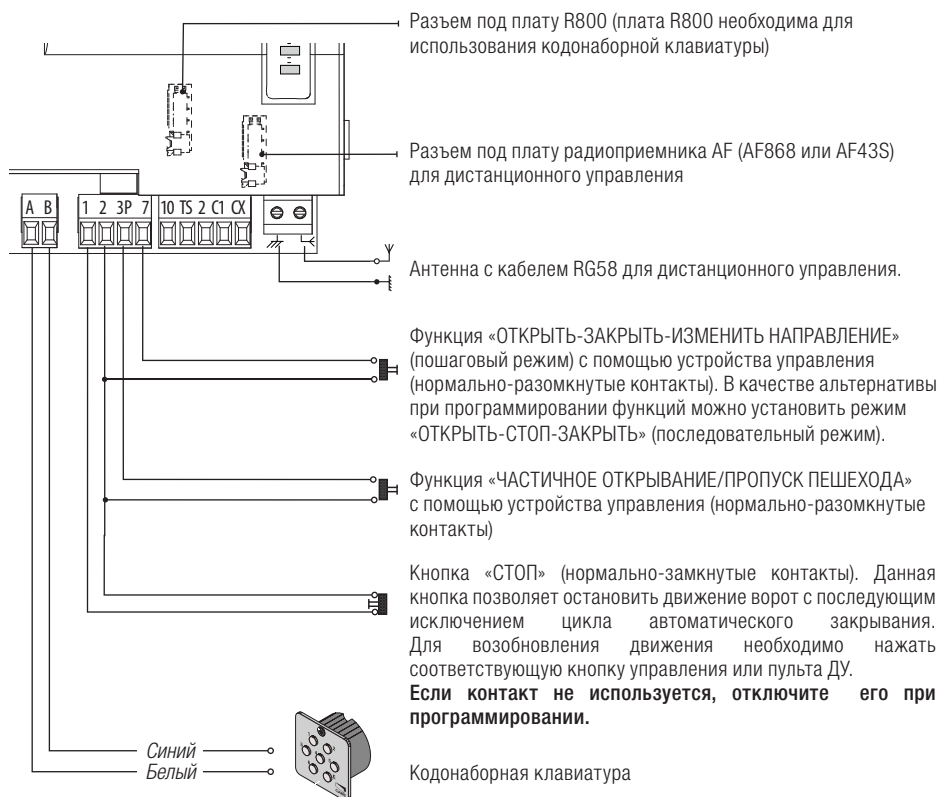 Разъем под плату R800 (плата R800 необходима для
использования кодонаборной клавиатуры)
Разъем под плату радиоприемника AF (AF868 или AF43S)
для дистанционного управления
A B 1 2 3P 7 10 TS 2 C1 CX
Антенна с кабелем RG58 для дистанционного управления.
Функция «ОТКРЫТЬ-ЗАКРЫТЬ-ИЗМЕНИТЬ НАПРАВЛЕНИЕ»
(пошаговый режим) с помощью устройства управления
(нормально-разомкнутые контакты). В качестве альтернативы
при программировании функций можно установить режим
«ОТКРЫТЬ-СТОП-ЗАКРЫТЬ» (последовательный режим).
Функция «ЧАСТИЧНОЕ ОТКРЫВАНИЕ/ПРОПУСК ПЕШЕХОДА»
с помощью устройства управления (нормально-разомкнутые
контакты)
Кнопка «СТОП» (нормально-замкнутые контакты). Данная
кнопка позволяет остановить движение ворот с последующим
исключением цикла автоматического закрывания.
Для возобновления движения необходимо нажать
соответствующую кнопку управления или пульта ДУ.
Если контакт не используется, отключите его при
программировании.
Синий
Белый
Кодонаборная клавиатура